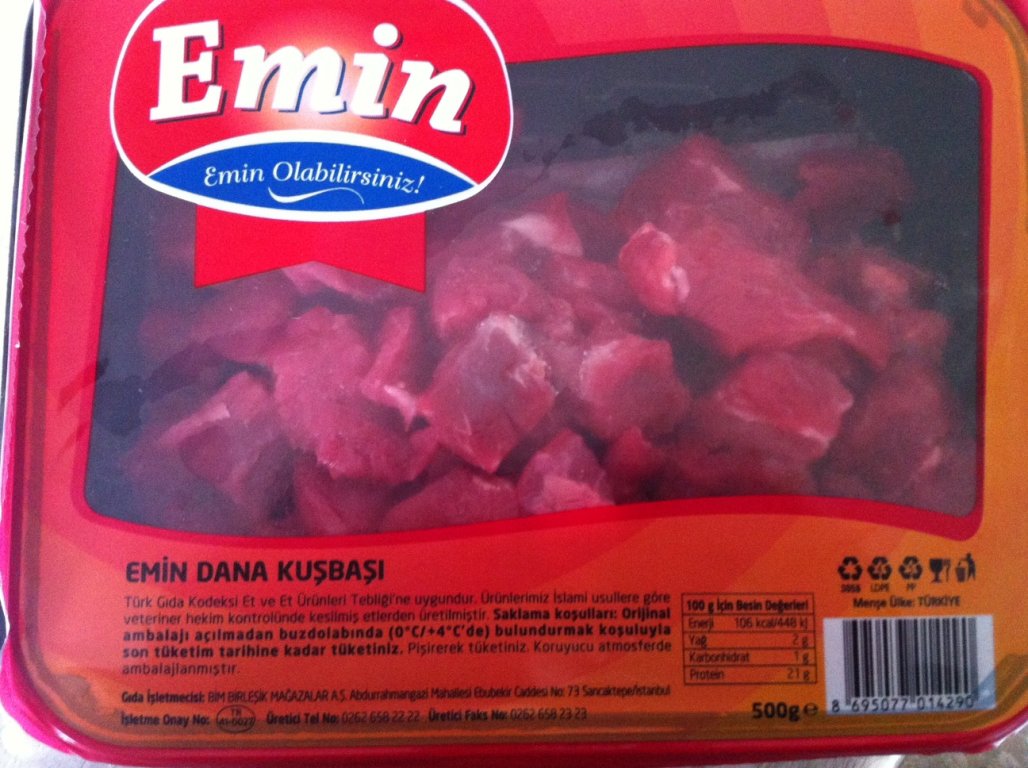 Emin
Emin Olabilirsiniz!
EMİN DANA KUŞBAŞI
Türk Gıda Kodeksi Et ve Et Ürünleri Tebliği'ne uygundur. Ürünlerimiz İslami usullere göre
veteriner hekim kontrolünde kesilmiş etlerden üretilmiştir. Saklama koşulları: Orijinal
ambalajı açılmadan buzdolabında (0°C/+4°C'de) bulundurmak koşuluyla
son tüketim tarihine kadar tüketiniz. Pişirerek tüketiniz. Koruyucu atmosferde
ambalajlanmıştır.
Gıda İşletmecisi: BİM BİRLEŞİK MAĞAZALAR A.Ş. Abdurrahmangazi Mahallesi Ebubekir Caddesi No: 73 Sancaktepe/İstanbul
İşletme Onay No: TR 41-0027 Üretici Tel No: 0262 658 22 22 Üretici Faks No: 0262 658 23 23
100 g İçin Besin Değerleri
Enerji 106 kcal/448 kj
Yağ 2 g
Karbonhidrat 1 g
Protein 21 g
500g e
LDPE PP
Menşe Ülke: TÜRKİYE
8 695077 014290